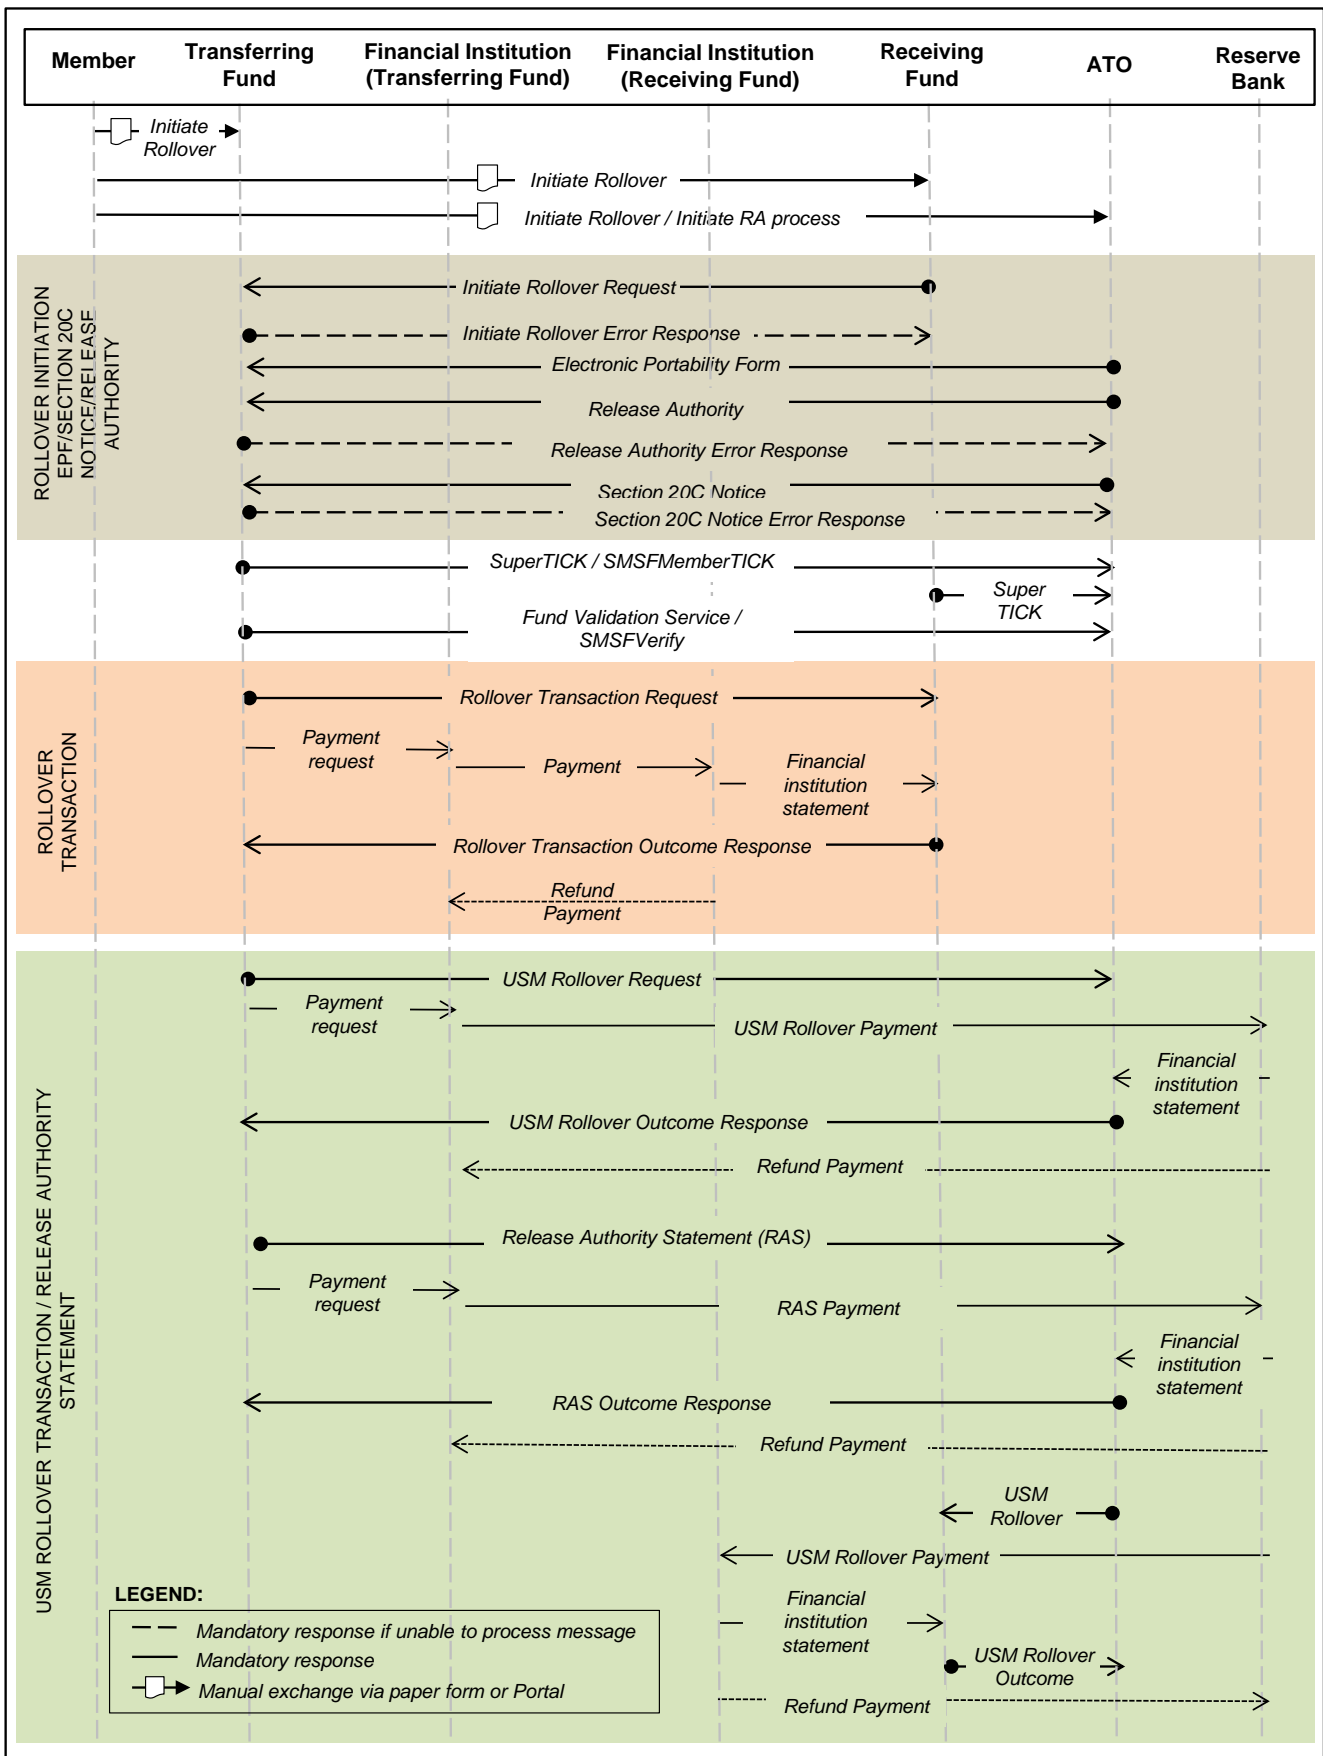 Member
Transferring
Fund
Financial Institution
(Transferring Fund)
Financial Institution
(Receiving Fund)
Receiving
Fund
ATO
Reserve
Bank
Initiate
Rollover
Initiate Rollover
Initiate Rollover / Initiate RA process
ROLLOVER INITIATION
EPF/SECTION 20C
NOTICE/RELEASE
AUTHORITY
Initiate Rollover Request
Initiate Rollover Error Response
Electronic Portability Form
Release Authority
Release Authority Error Response
Section 20C Notice
Section 20C Notice Error Response
SuperTICK / SMSFMemberTICK
Super
TICK
Fund Validation Service /
SMSFVerify
ROLLOVER
TRANSACTION
Rollover Transaction Request
Payment
request
Payment
Financial
institution
statement
Rollover Transaction Outcome Response
Refund
Payment
USM ROLLOVER TRANSACTION / RELEASE AUTHORITY
STATEMENT
USM Rollover Request
Payment
request
USM Rollover Payment
Financial
institution
statement
USM Rollover Outcome Response
Refund Payment
Release Authority Statement (RAS)
Payment
request
RAS Payment
Financial
institution
statement
RAS Outcome Response
Refund Payment
USM
Rollover
USM Rollover Payment
Financial
institution
statement
USM Rollover
Outcome
Refund Payment
LEGEND:
Mandatory response if unable to process message
Mandatory response
Manual exchange via paper form or Portal